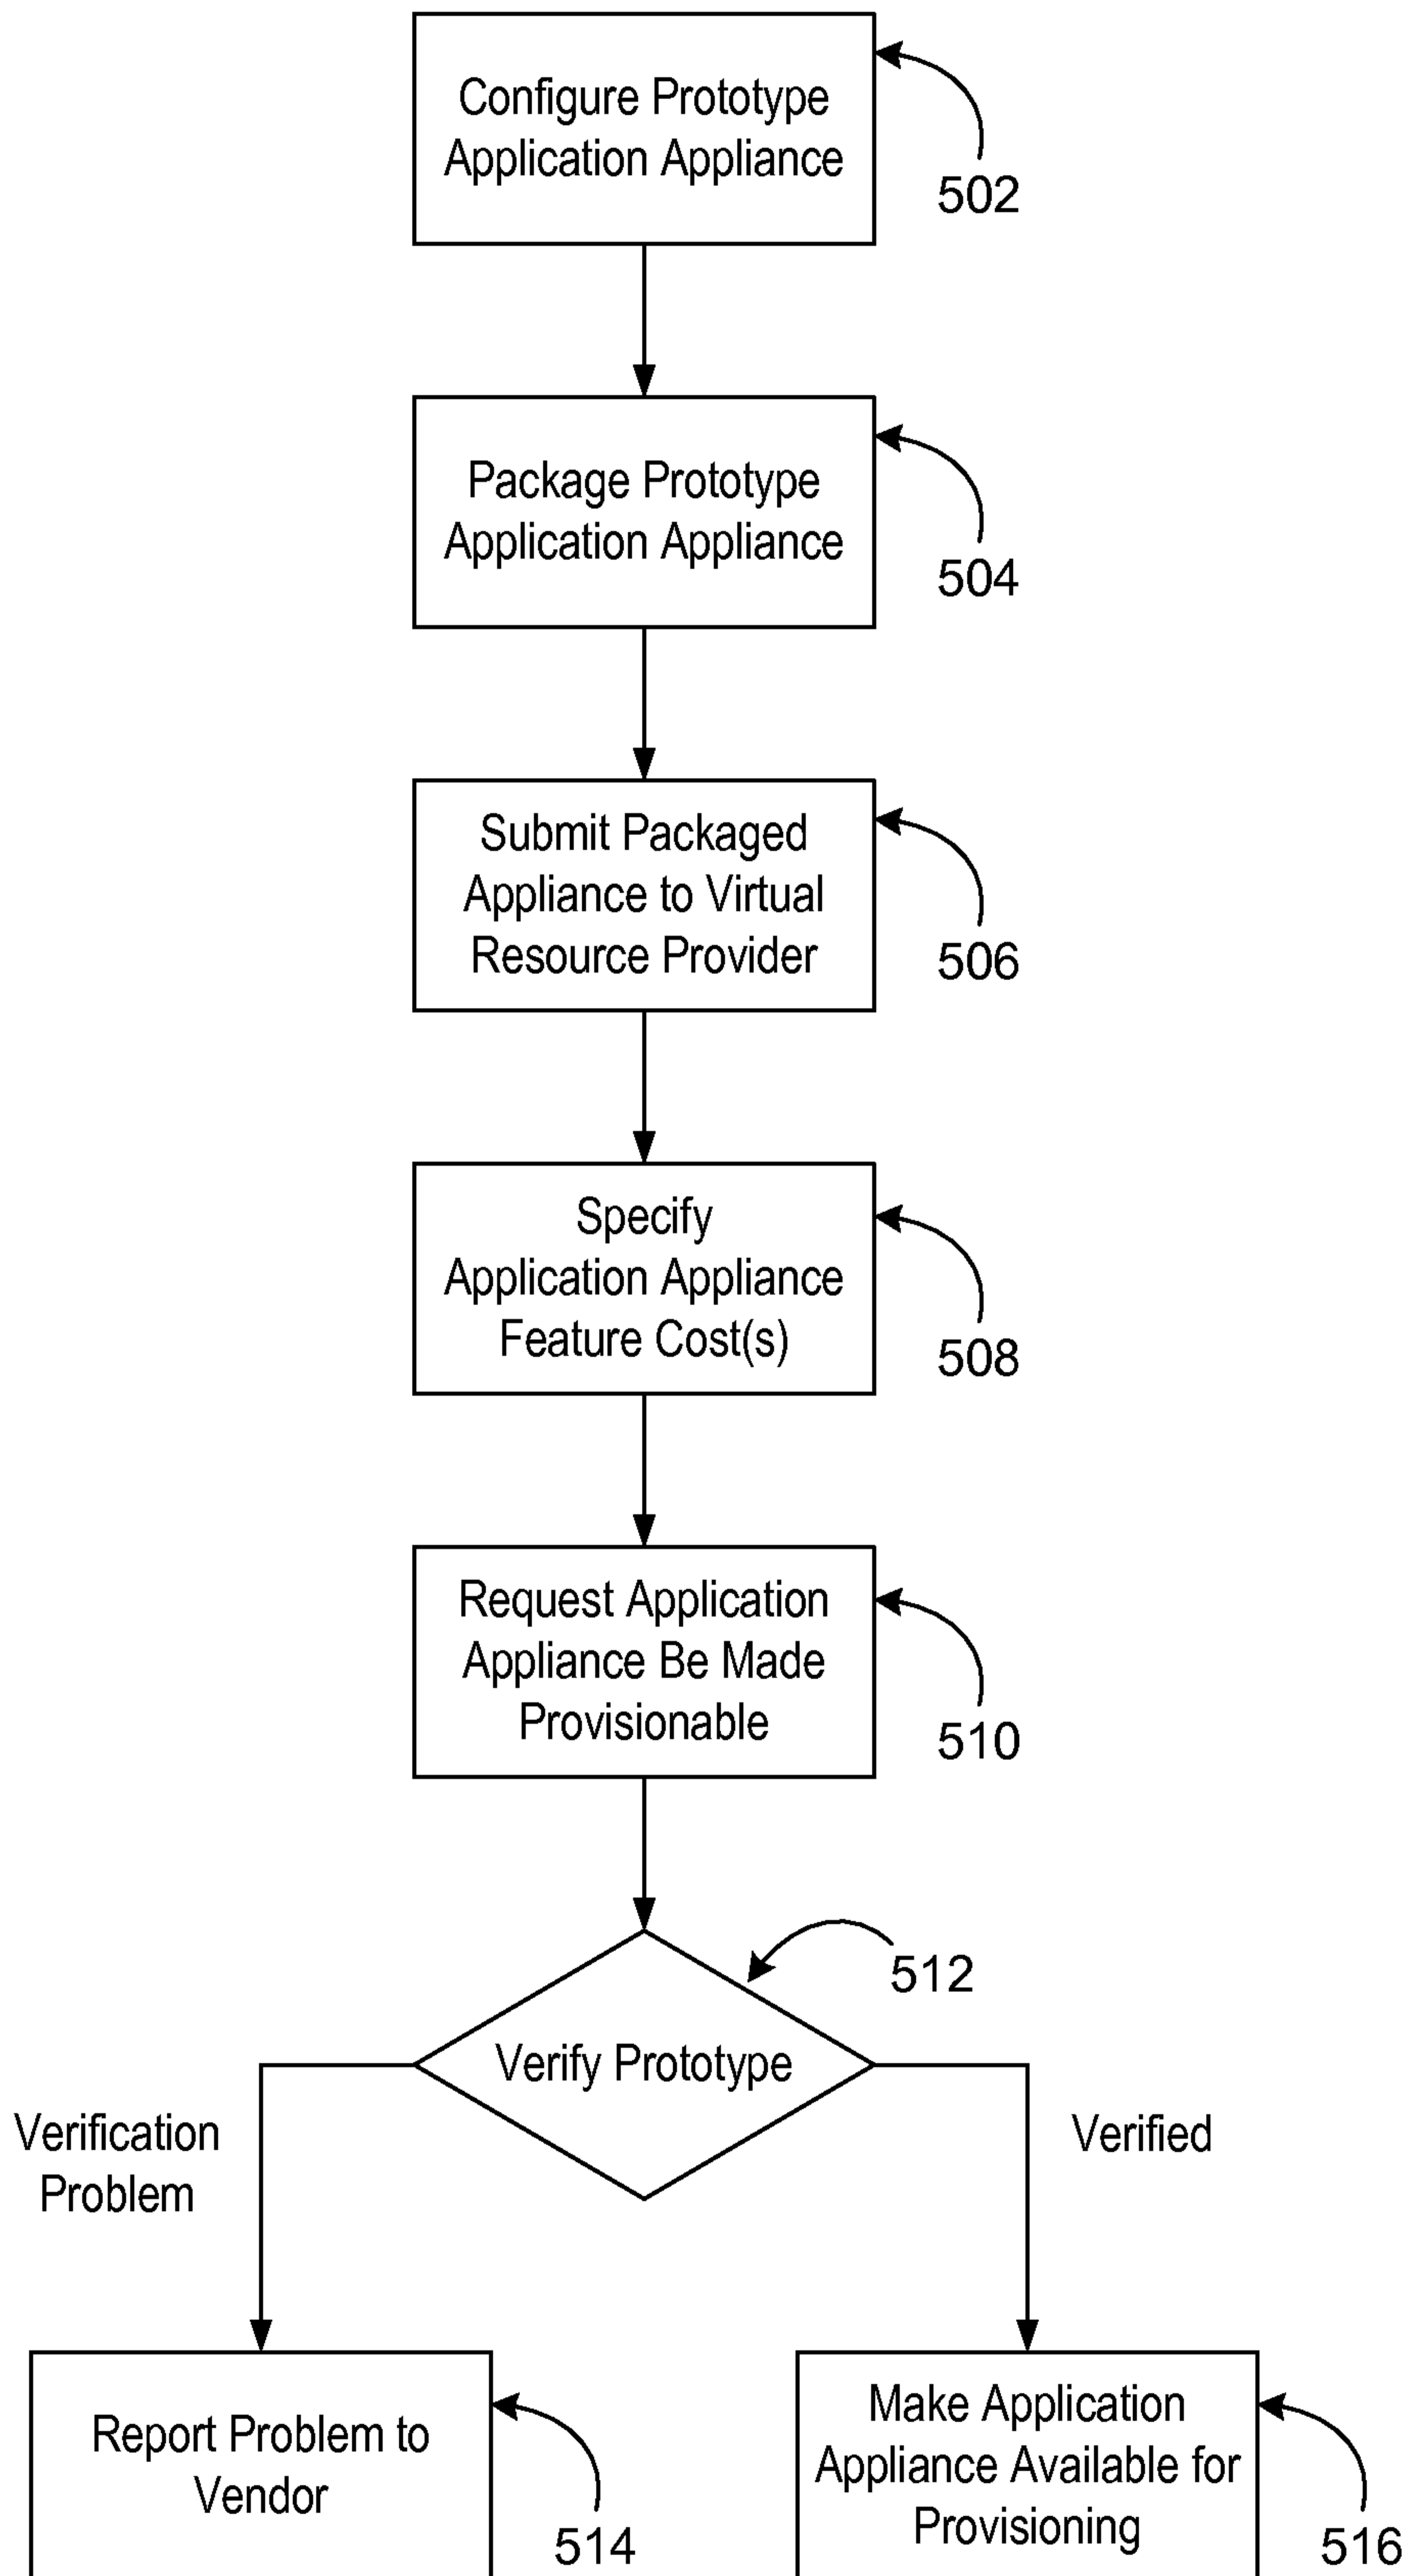 Configure Prototype
Application Appliance
502
Package Prototype
Application Appliance
504
Submit Packaged
Appliance to Virtual
Resource Provider
506
Specify
Application Appliance
Feature Cost(s)
508
Request Application
Appliance Be Made
Provisionable
510
512
Verify Prototype
Verification
Problem
Verified
Report Problem to
Vendor
514
Make Application
Appliance Available for
Provisioning
516